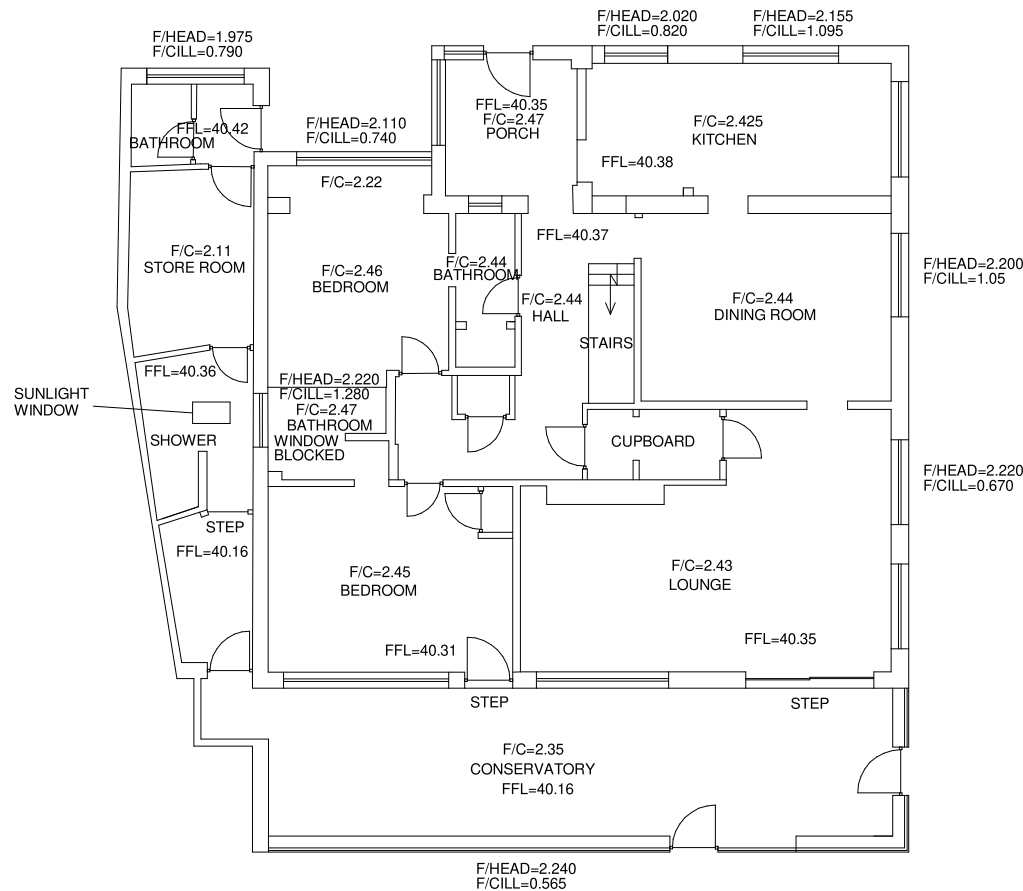 F/HEAD=2.020
F/CILL=0.820
F/HEAD=2.155
F/CILL=1.095
F/HEAD=1.975
F/CILL=0.790
FFL=40.35
F/C=2.47
PORCH
F/C=2.425
KITCHEN
FFL=40.38
FFL=40.42
BATHROOM
F/HEAD=2.110
F/CILL=0.740
F/C=2.22
FFL=40.37
F/C=2.11
STORE ROOM
F/C=2.46
BEDROOM
F/C=2.44
BATHROOM
F/C=2.44
HALL
N
STAIRS
F/C=2.44
DINING ROOM
F/HEAD=2.200
F/CILL=1.05
FFL=40.36
SUNLIGHT
WINDOW
SHOWER
F/HEAD=2.220
F/CILL=1.280
F/C=2.47
BATHROOM
WINDOW
BLOCKED
CUPBOARD
F/HEAD=2.220
F/CILL=0.670
STEP
FFL=40.16
F/C=2.45
BEDROOM
FFL=40.31
F/C=2.43
LOUNGE
FFL=40.35
STEP
STEP
F/C=2.35
CONSERVATORY
FFL=40.16
F/HEAD=2.240
F/CILL=0.565